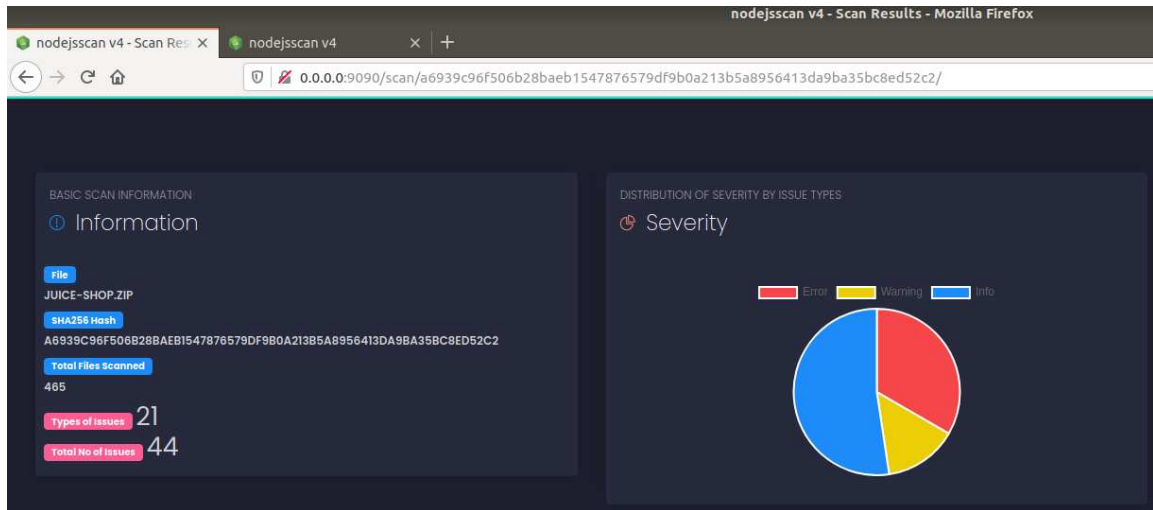 nodejsscan v4 - Scan Results - Mozilla Firefox
nodejsscan v4 - Scan Res
nodejsscan v4
0.0.0.0:9090/scan/a6939c96f506b28baeb1547876579df9b0a213b5a8956413da9ba35bc8ed52c2/
BASIC SCAN INFORMATION
Information
File
JUICE-SHOP.ZIP
SHA256 Hash
A6939C96F506B28BAEB1547876579DF9B0A213B5A8956413DA9BA35BC8ED52C2
Total Files Scanned
465
Types of Issues 21
Total No of Issues 44
DISTRIBUTION OF SEVERITY BY ISSUE TYPES
Severity
Error Warning Info